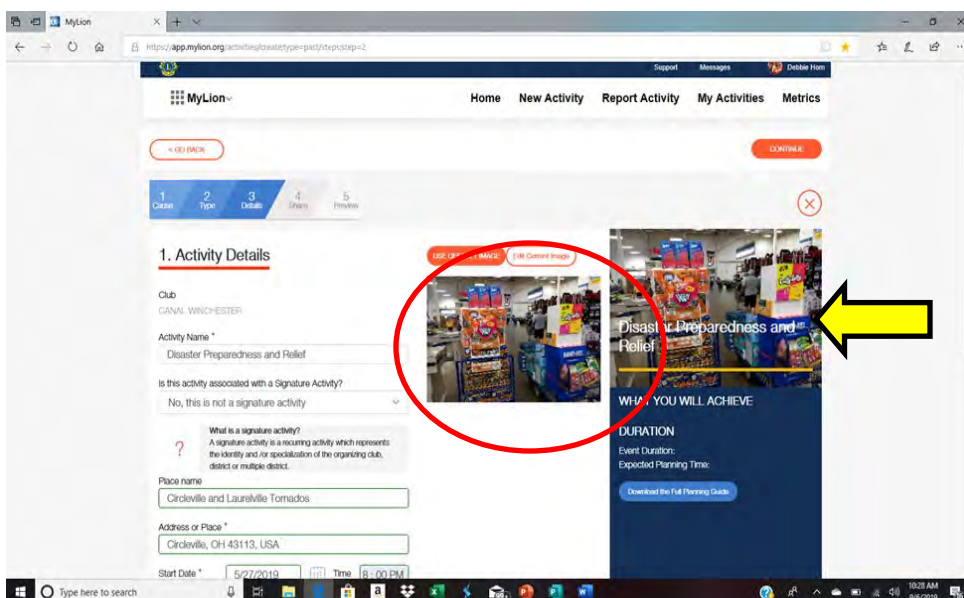 MyLion
https://app.mylion.org/activities/create;type=past/steps;step=2
Support Messages Debbie Horn
MyLion
Home New Activity Report Activity My Activities Metrics
< GO BACK
CONTINUE
1 2 3 4 5
Cause Type Details Share Preview
1. Activity Details
USE DEFAULT IMAGE Edit Current Image
Club
CANAL WINCHESTER
Activity Name *
Disaster Preparedness and Relief
Is this activity associated with a Signature Activity?
No, this is not a signature activity
?
What is a signature activity?
A signature activity is a recurring activity which represents
the identity and /or specialization of the organizing club,
district or multiple district.
Place name
Circleville and Laurelville Tornados
Address or Place *
Circleville, OH 43113, USA
Start Date * 5/27/2019 Time 8:00 PM
Disaster Preparedness and
Relief
WHAT YOU WILL ACHIEVE
DURATION
Event Duration:
Expected Planning Time:
Download the Full Planning Guide
Type here to search
10:28 AM
9/6/2019